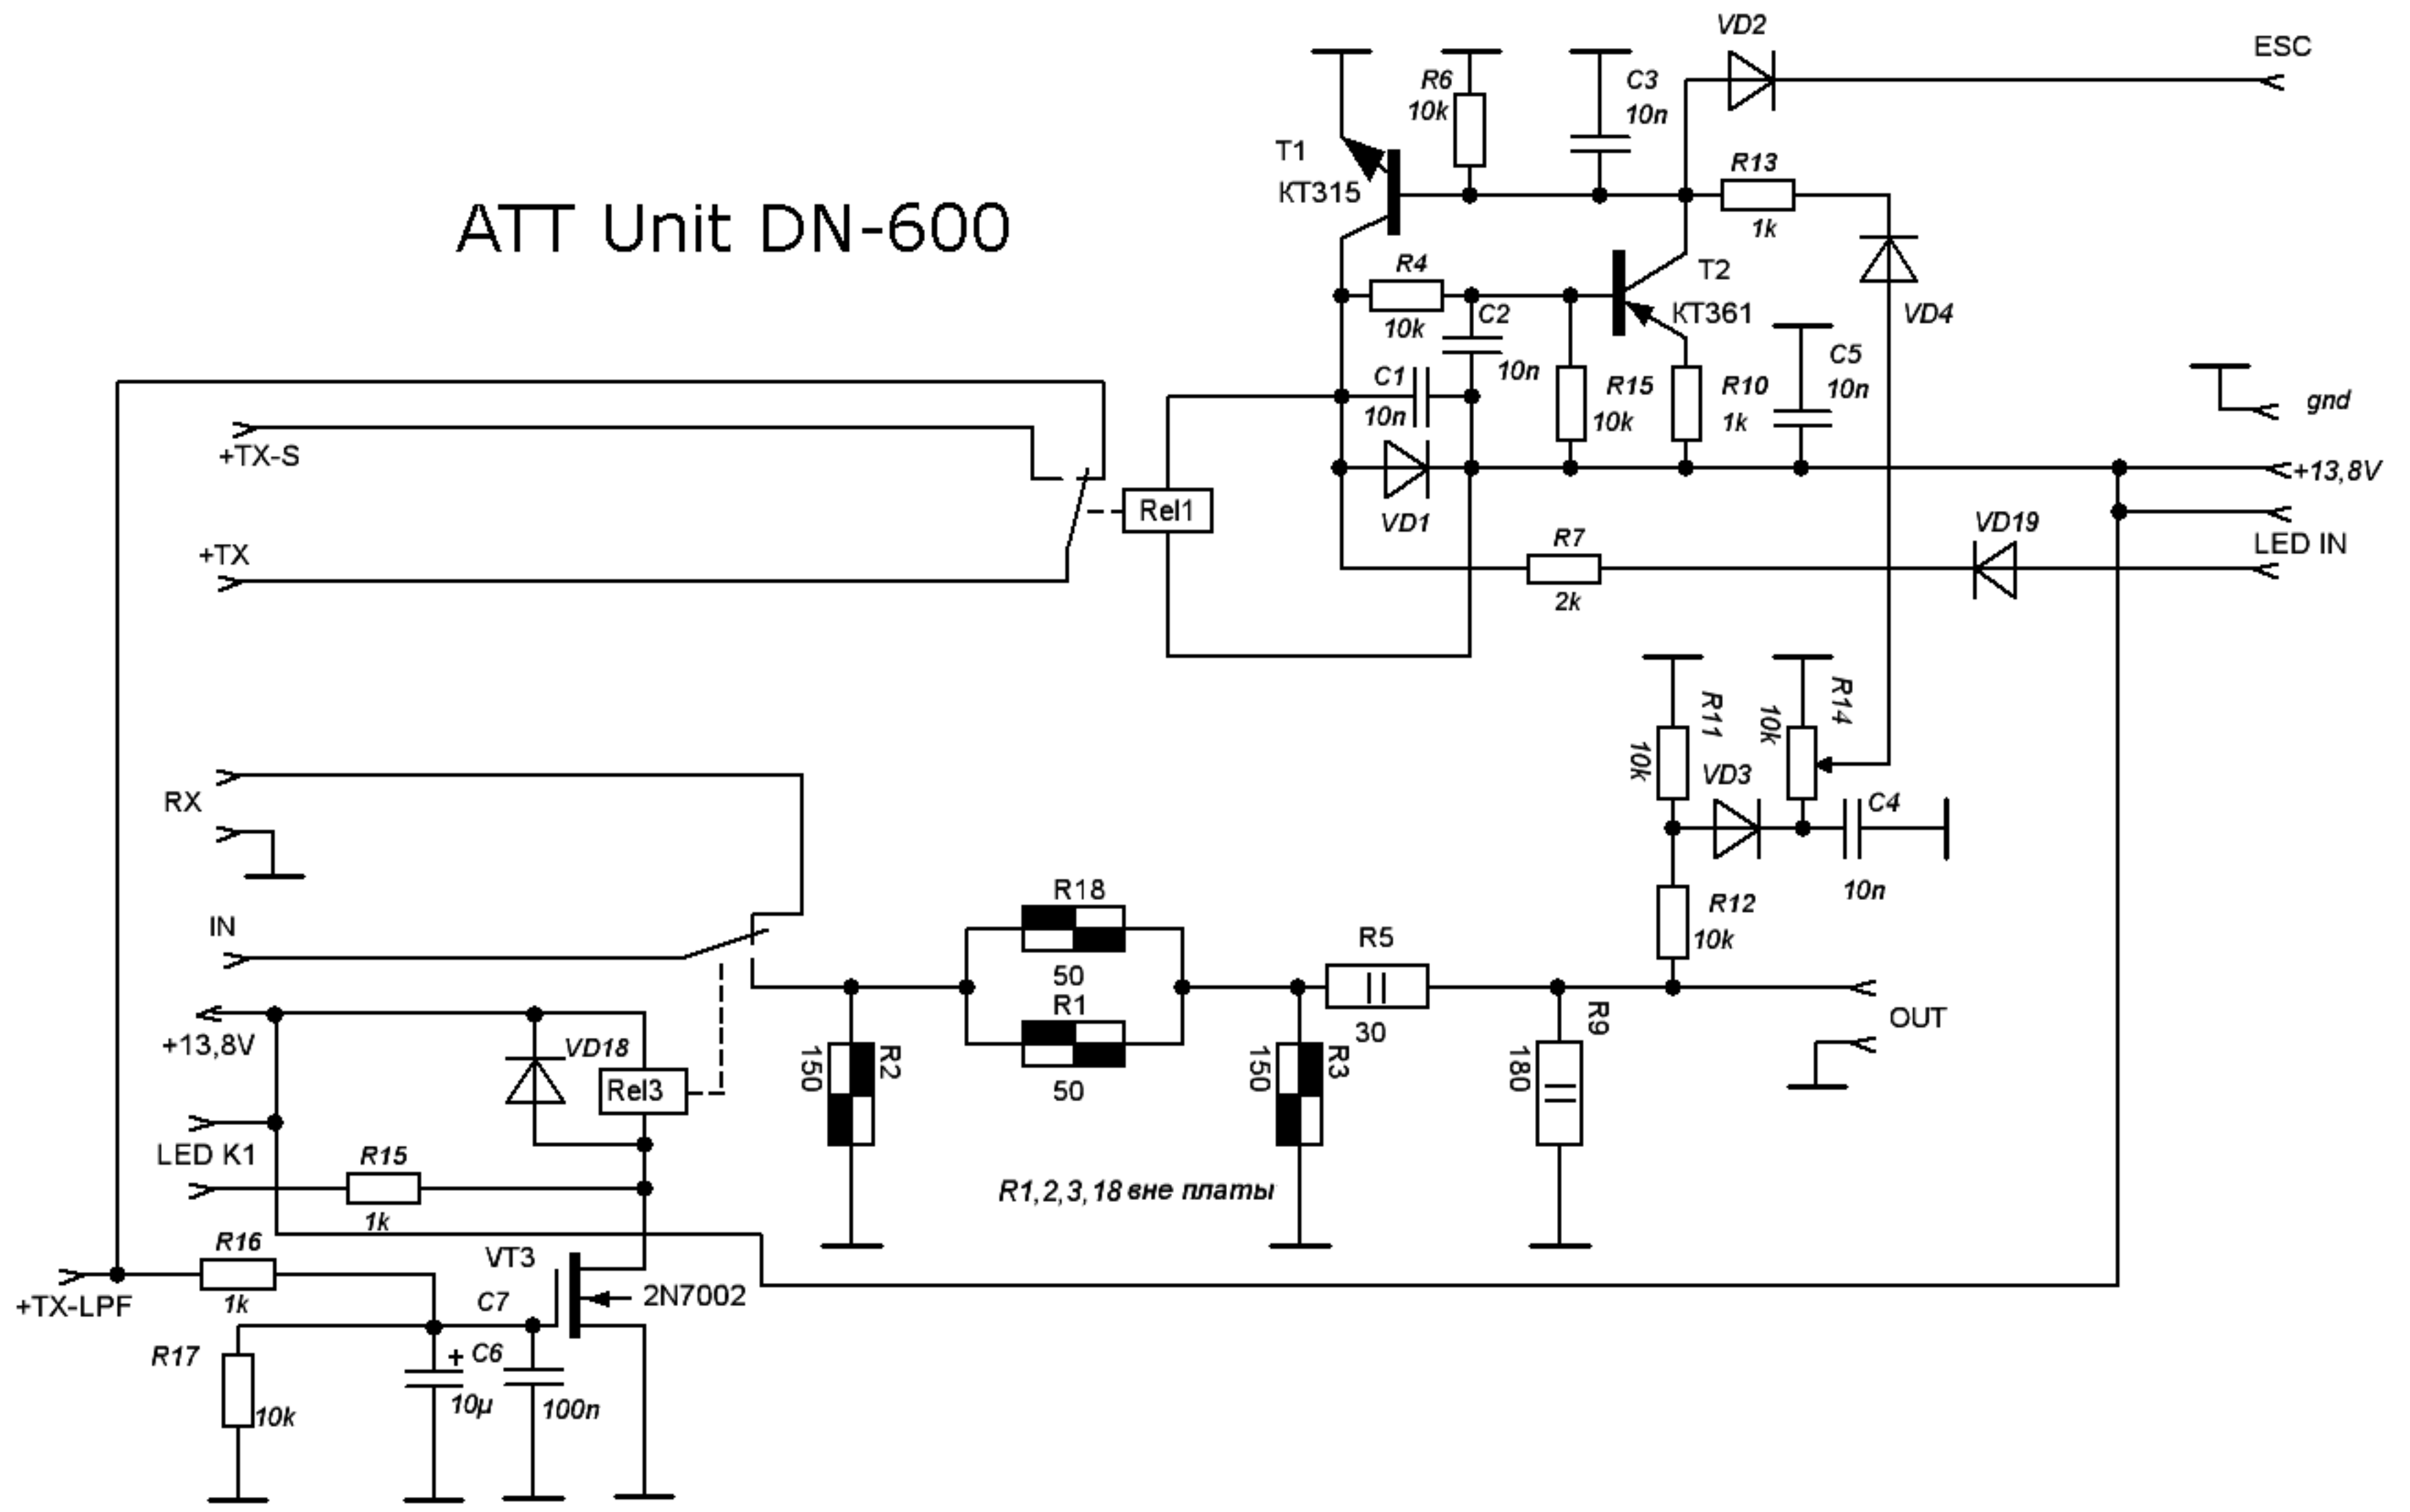 VD2
ESC
R6
10k
C3
10n
T1
КТ315
R13
1k
ATT Unit DN-600
R4
10k
C2
10n
T2
КТ361
VD4
C5
10n
C1
10n
R15
10k
R10
1k
gnd
+TX-S
+13,8V
VD1
Rel1
VD19
LED IN
R7
2k
+TX
R11
10k
R14
10k
VD3
C4
10n
RX
R18
50
R12
10k
IN
R5
30
R1
50
OUT
R9
180
+13,8V
VD18
Rel3
R2
150
R3
150
LED K1
R15
1k
R1,2,3,18 вне платы
R16
1k
VT3
2N7002
+TX-LPF
C7
R17
10k
+ C6
10µ
100n